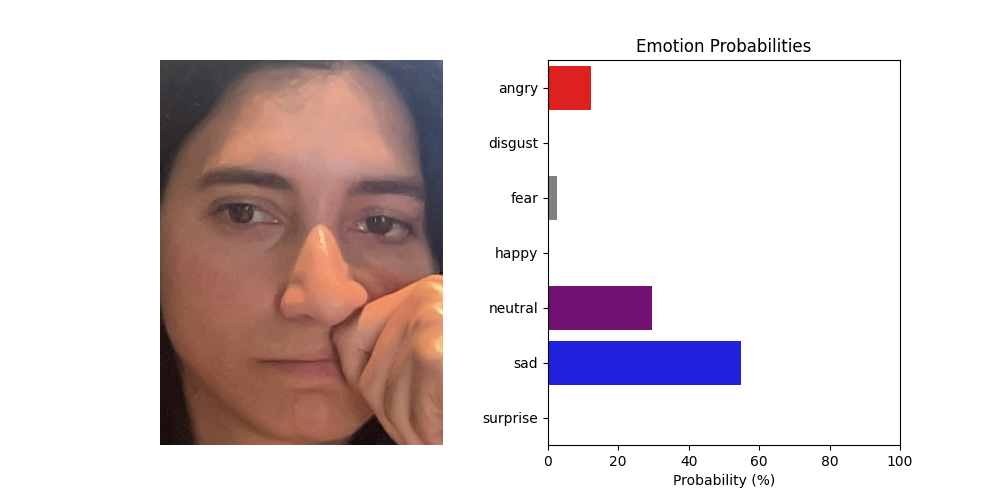 Emotion Probabilities
angry
disgust
fear
happy
neutral
sad
surprise
0 20 40 60 80 100
Probability (%)